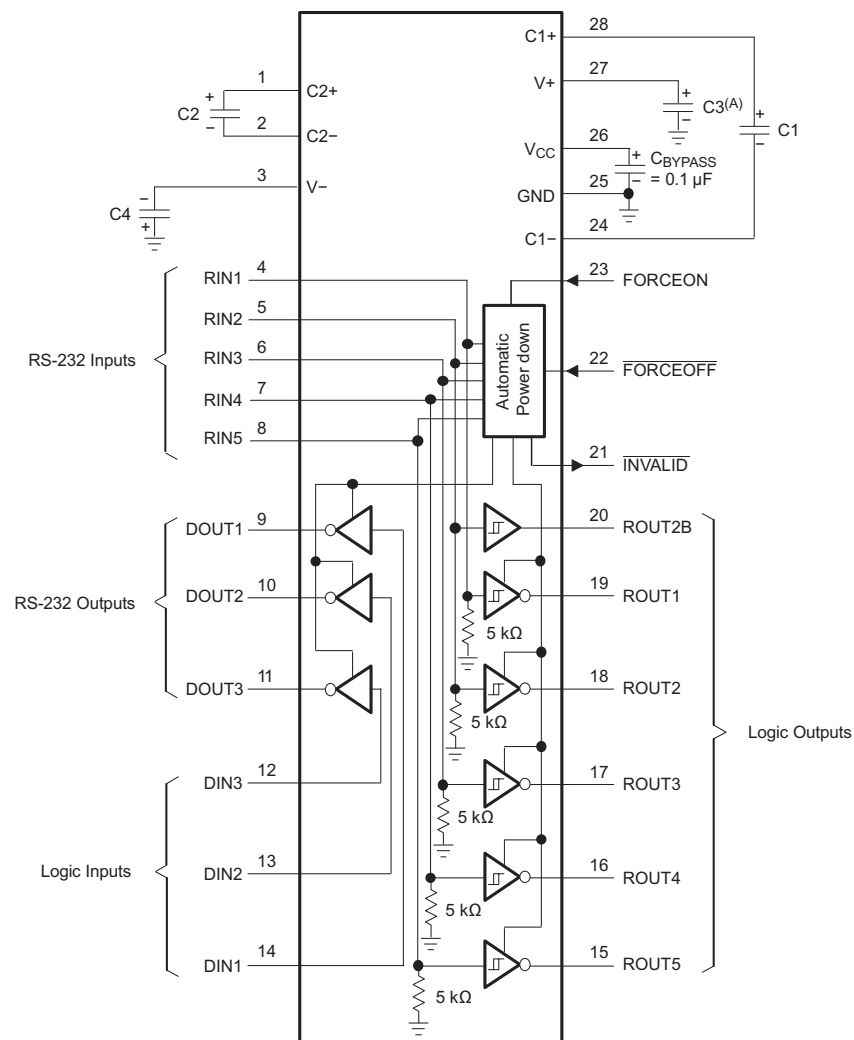 28
C1+
1
C2+
+
C2
−
2
C2−
3
V−
−
C4
+
27
V+
+
C3(A)
−
+
C1
−
26
VCC
+
CBYPASS
= 0.1 µF
−
25
GND
24
C1−
RS-232 Inputs
RIN1
4
RIN2
5
RIN3
6
RIN4
7
RIN5
8
Automatic
Power down
23
FORCEON
22
FORCEOFF
21
INVALID
RS-232 Outputs
DOUT1
9
DOUT2
10
DOUT3
11
Logic Inputs
DIN3
12
DIN2
13
DIN1
14
20
ROUT2B
19
ROUT1
5 kΩ
18
ROUT2
5 kΩ
17
ROUT3
5 kΩ
16
ROUT4
5 kΩ
15
ROUT5
5 kΩ
Logic Outputs